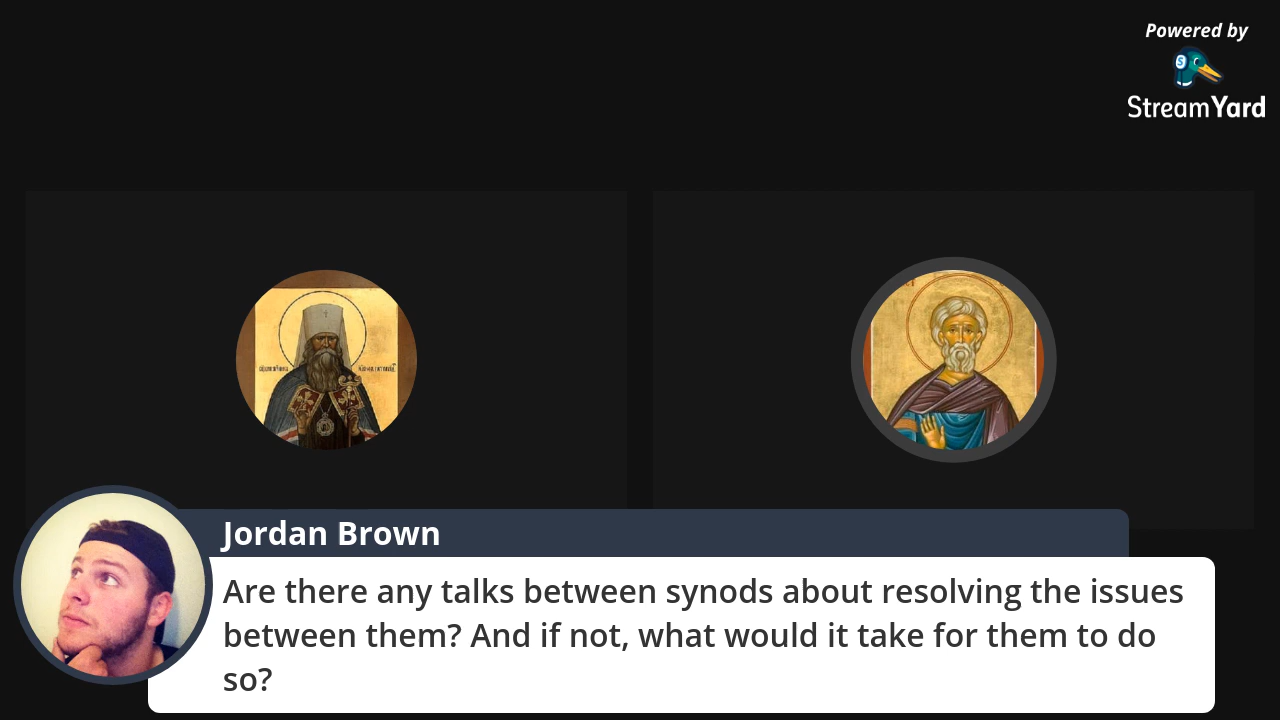 Powered by
StreamYard
Jordan Brown
Are there any talks between synods about resolving the issues
between them? And if not, what would it take for them to do
so?